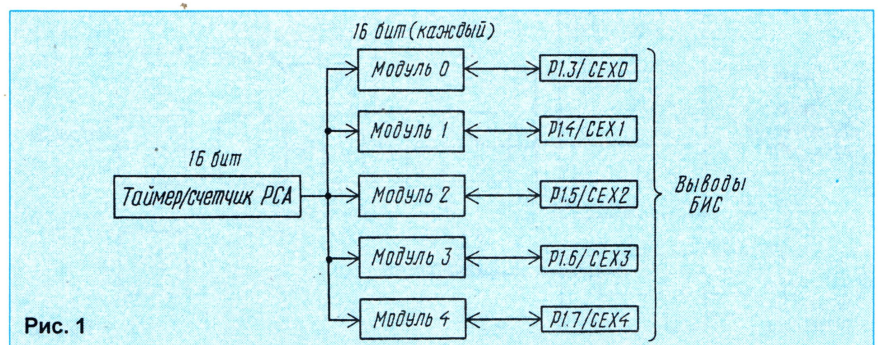 16 бит (каждый)
Модуль 0
P1.3/CEX0
Модуль 1
P1.4/CEX1
16 бит
Таймер/счетчик PCA
Модуль 2
P1.5/CEX2
Выводы
БИС
Модуль 3
P1.6/CEX3
Модуль 4
P1.7/CEX4
Рис. 1